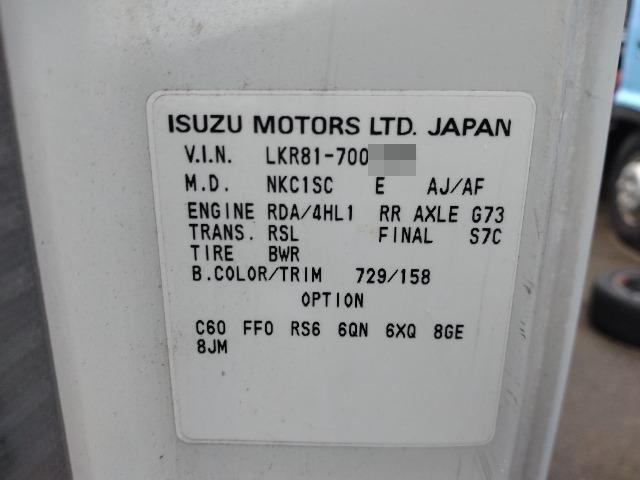 ISUZU MOTORS LTD. JAPAN
V.I.N. LKR81-700
M.D. NKC1SC E AJ/AF
ENGINE RDA/4HL1 RR AXLE G73
TRANS. RSL FINAL S7C
TIRE BWR
B.COLOR/TRIM 729/158
OPTION
C60 FF0 RS6 6QN 6XQ 8GE
8JM